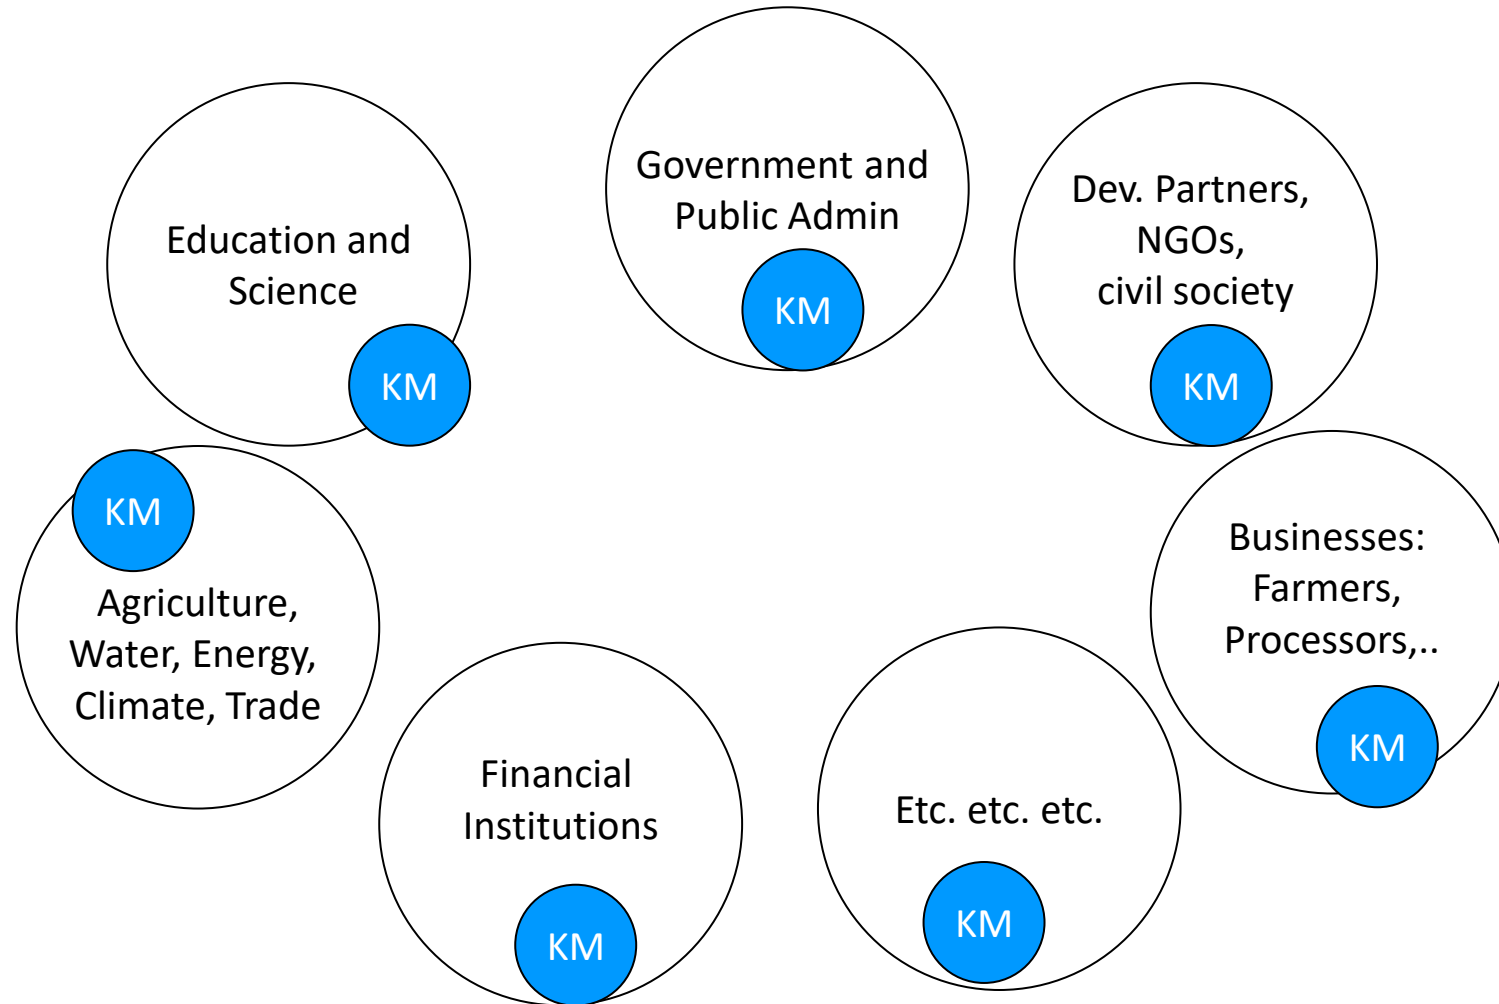 Government and
Public Admin
KM
Dev. Partners,
NGOs,
civil society
KM
Education and
Science
KM
KM
Agriculture,
Water, Energy,
Climate, Trade
Businesses:
Farmers,
Processors,..
KM
Financial
Institutions
KM
Etc. etc. etc.
KM